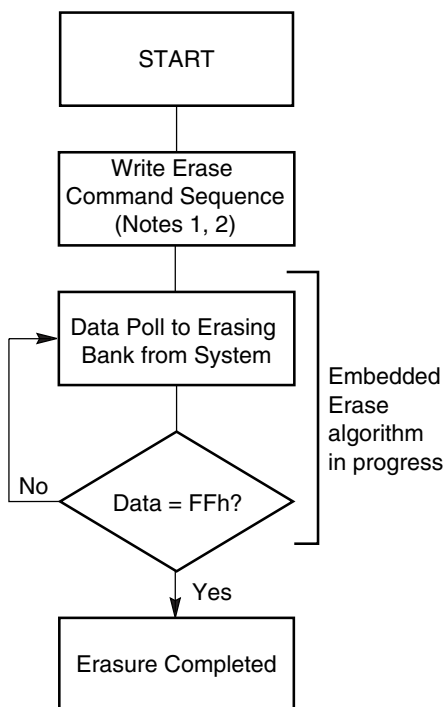 START
Write Erase
Command Sequence
(Notes 1, 2)
Data Poll to Erasing
Bank from System
Embedded
Erase
algorithm
in progress
No
Data = FFh?
Yes
Erasure Completed